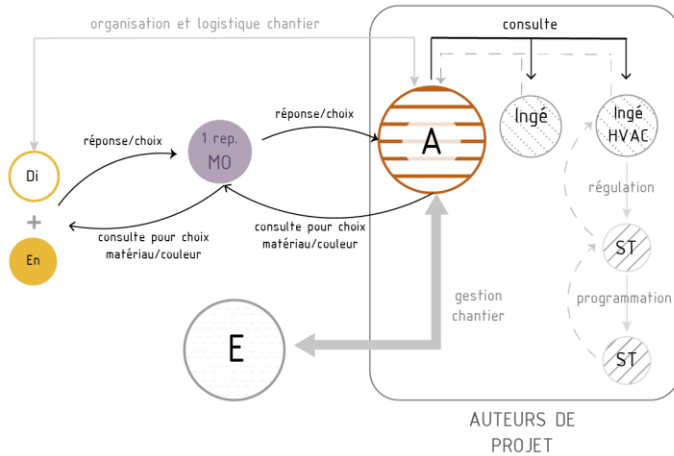 organisation et logistique chantier
consulte
réponse/choix
réponse/choix
1 rep.
MO
A
Ingé
Ingé
HVAC
Di
+
En
consulte pour choix
matériau/couleur
consulte pour choix
matériau/couleur
régulation
ST
programmation
ST
gestion
chantier
E
AUTEURS DE
PROJET